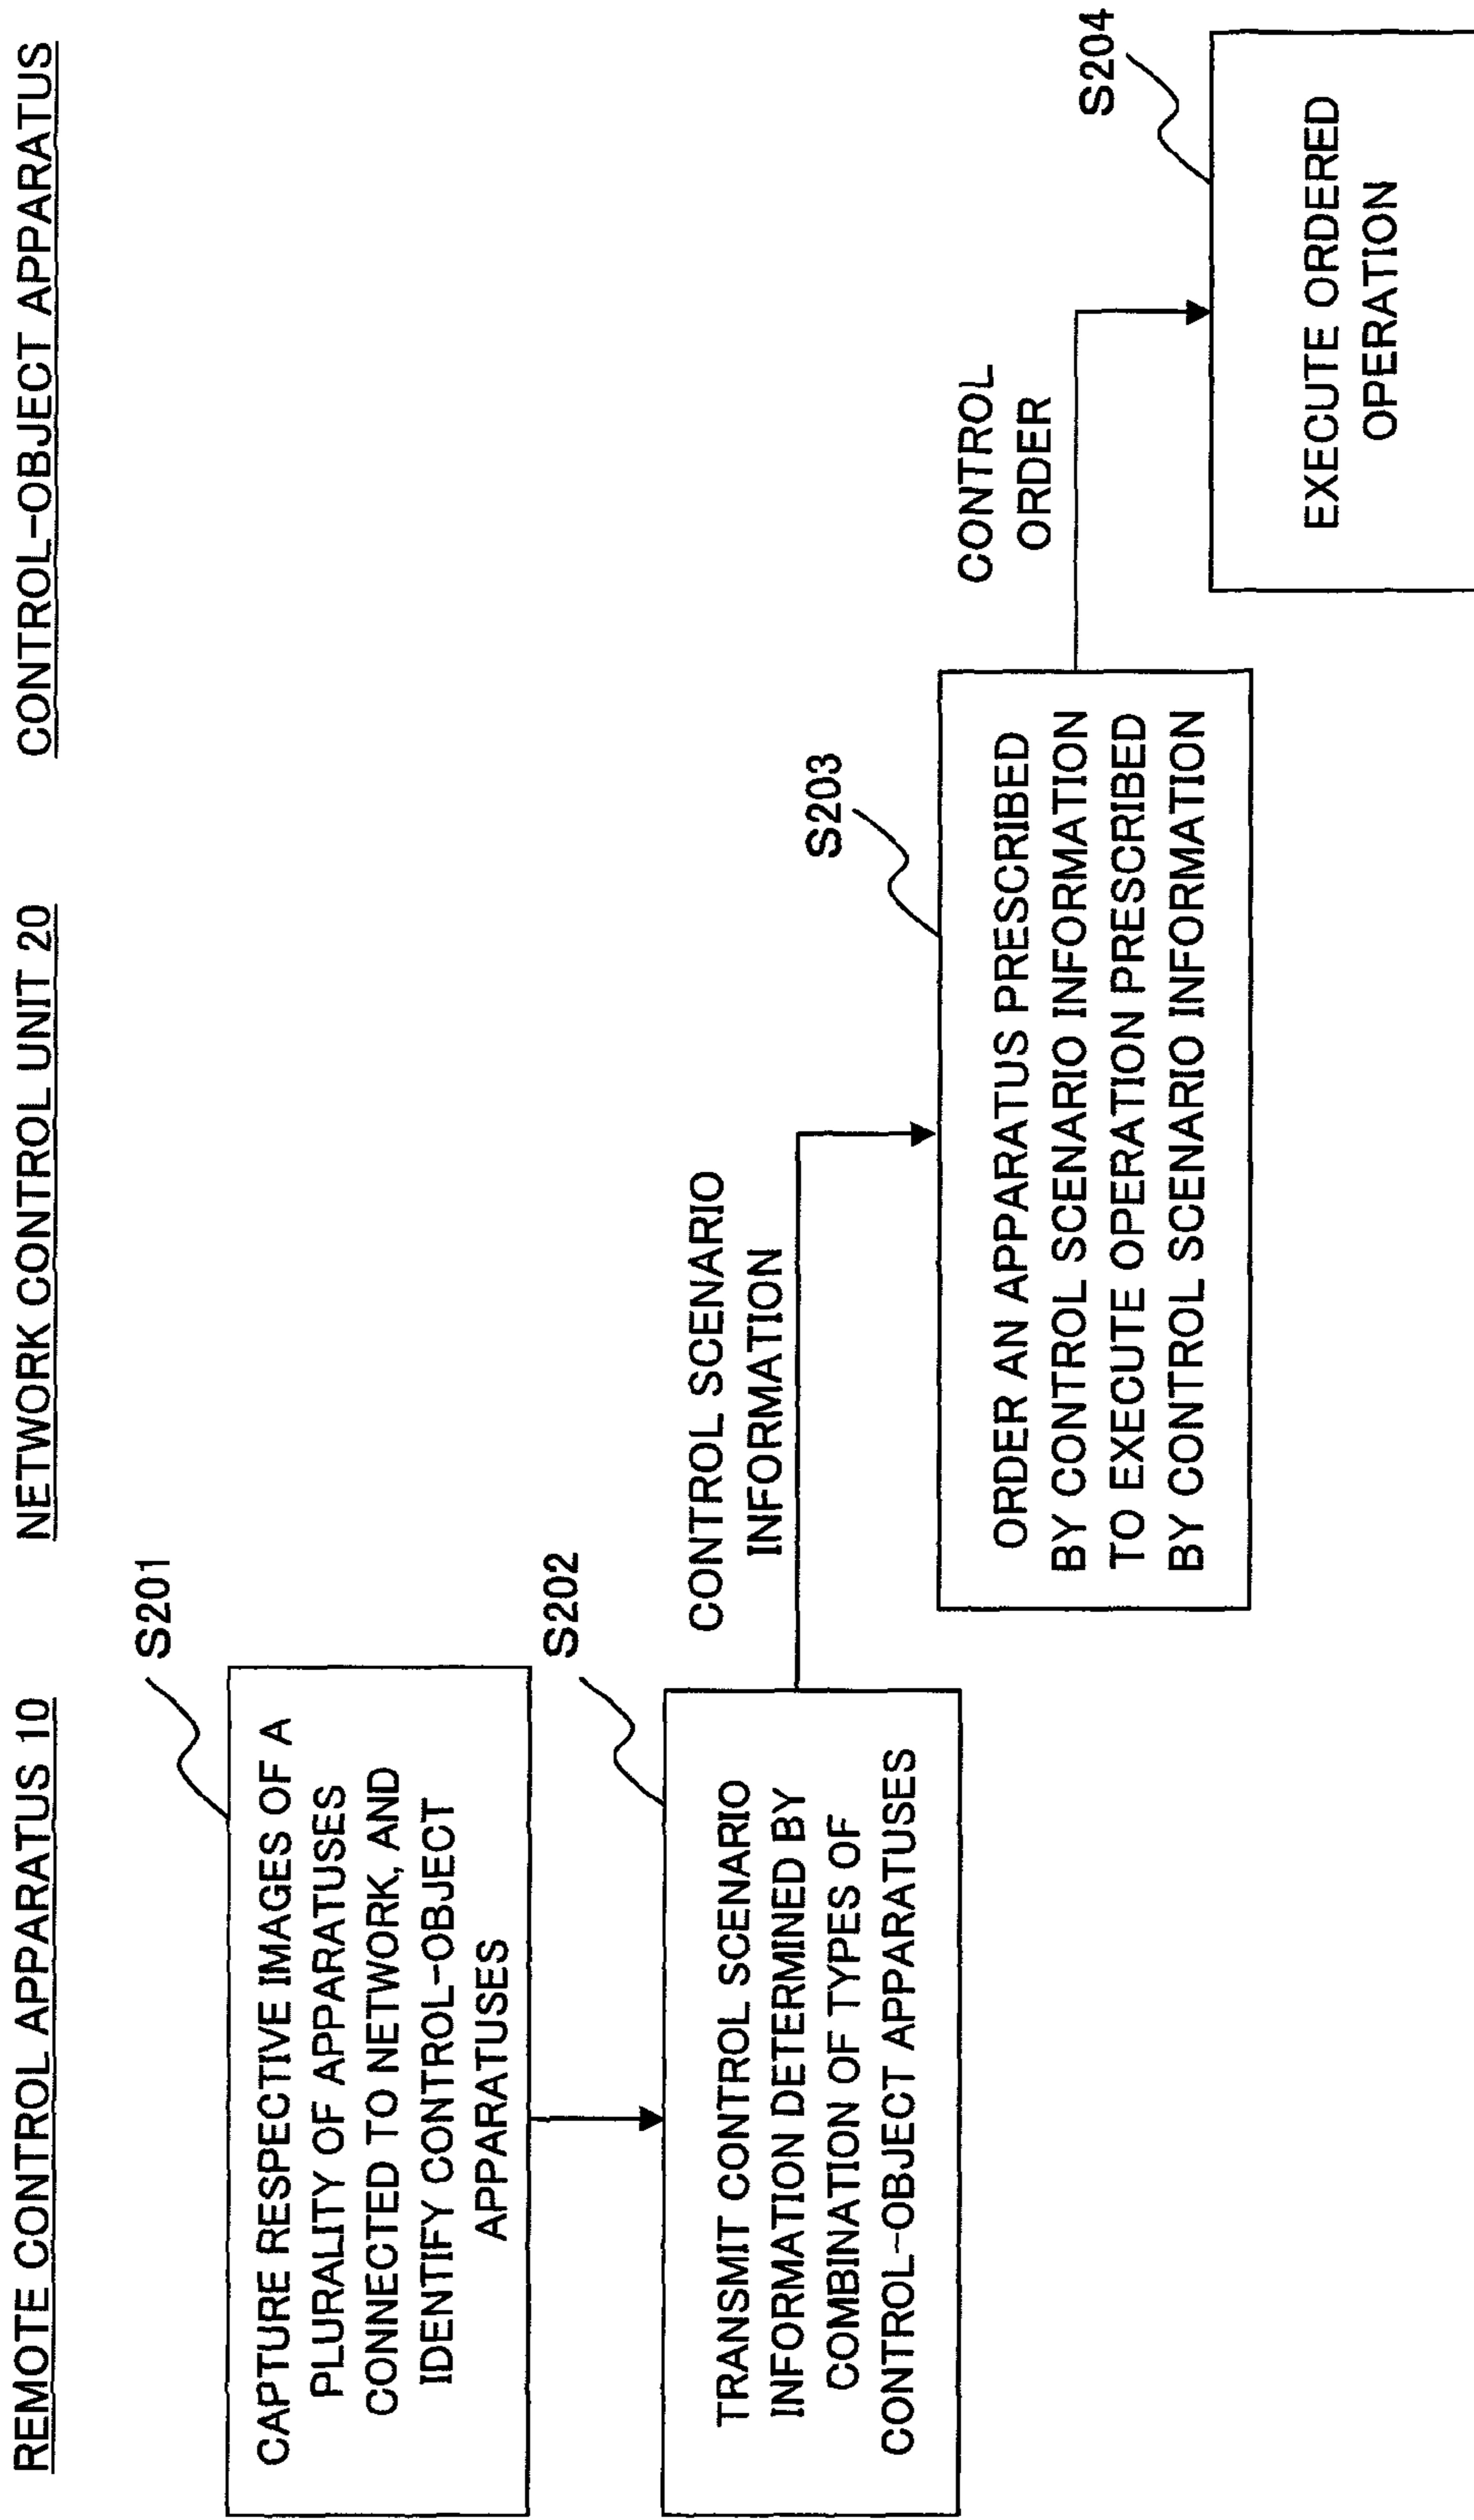 REMOTE CONTROL APPARATUS 10
NETWORK CONTROL UNIT 20
CONTROL-OBJECT APPARATUS
S201
CAPTURE RESPECTIVE IMAGES OF A
PLURALITY OF APPARATUSES
CONNECTED TO NETWORK, AND
IDENTIFY CONTROL-OBJECT
APPARATUSES
S202
TRANSMIT CONTROL SCENARIO
INFORMATION DETERMINED BY
COMBINATION OF TYPES OF
CONTROL-OBJECT APPARATUSES
CONTROL SCENARIO
INFORMATION
S203
ORDER AN APPARATUS PRESCRIBED
BY CONTROL SCENARIO INFORMATION
TO EXECUTE OPERATION PRESCRIBED
BY CONTROL SCENARIO INFORMATION
CONTROL
ORDER
S204
EXECUTE ORDERED
OPERATION